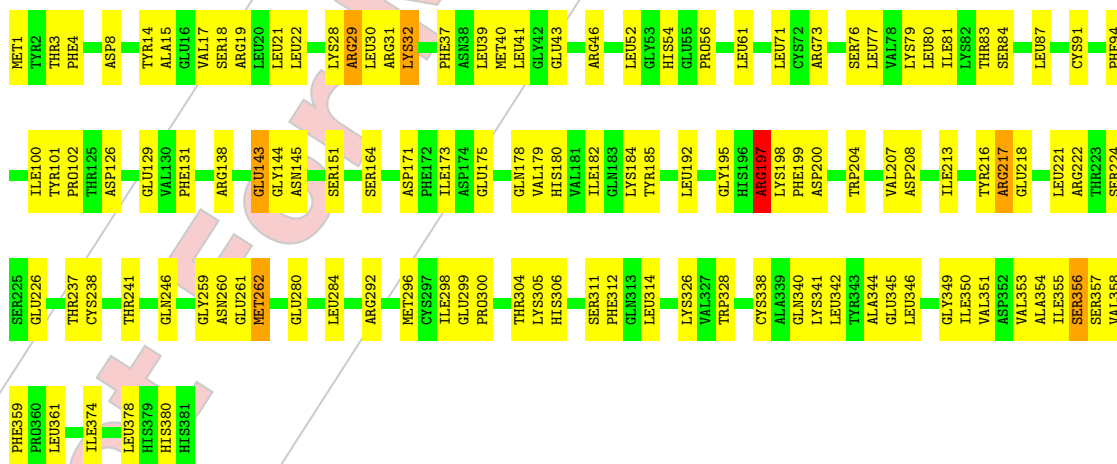 MET1 TYR2 THR3 PHE4 ASP8 TYR14 ALA15 GLU16 VAL17 SER18 ARG19 LEU20 LEU21 LEU22 LYS28 ARG29 LEU30 ARG31 LYS32 PHE37 ASN38 LEU39 MET40 LEU41 GLY42 GLU43 ARG46 LEU52 GLY53 HIS54 GLU55 PRO56 LEU61 LEU71 CYS72 ARG73 SER76 LEU77 VAL78 LYS79 LEU80 ILE81 LYS82 THR83 SER84 LEU87 CYS91
ILE100 TYR101 PRO102 THR125 ASP126 GLU129 VAL130 PHE131 ARG138 GLU143 GLY144 ASN145 SER151 SER164 ASP171 PHE172 ILE173 ASP174 GLU175 GLN178 VAL179 HIS180 VAL181 ILE182 GLN183 LYS184 TYR185 LEU192 GLY195 HIS196 ARG197 LYS198 PHE199 ASP200 TRP204 VAL207 ASP208 ILE213 TYR216 ARG217 GLU218 LEU221 ARG222 THR223 SER224
SER225 GLU226 THR237 CYS238 THR241 GLN246 GLY259 ASN260 GLU261 MET262 GLU280 LEU284 ARG292 MET296 CYS297 ILE298 GLU299 PRO300 THR304 LYS305 HIS306 SER311 PHE312 GLN313 LEU314 LYS326 VAL327 TRP328 CYS338 ALA339 GLN340 LYS341 LEU342 TYR343 ALA344 GLU345 LEU346 GLY349 ILE350 VAL351 ASP352 VAL353 ALA354 ILE355 SER356 SER357 VAL358
PHE359 PRO360 LEU361 ILE374 LEU378 HIS379 HIS380 HIS381